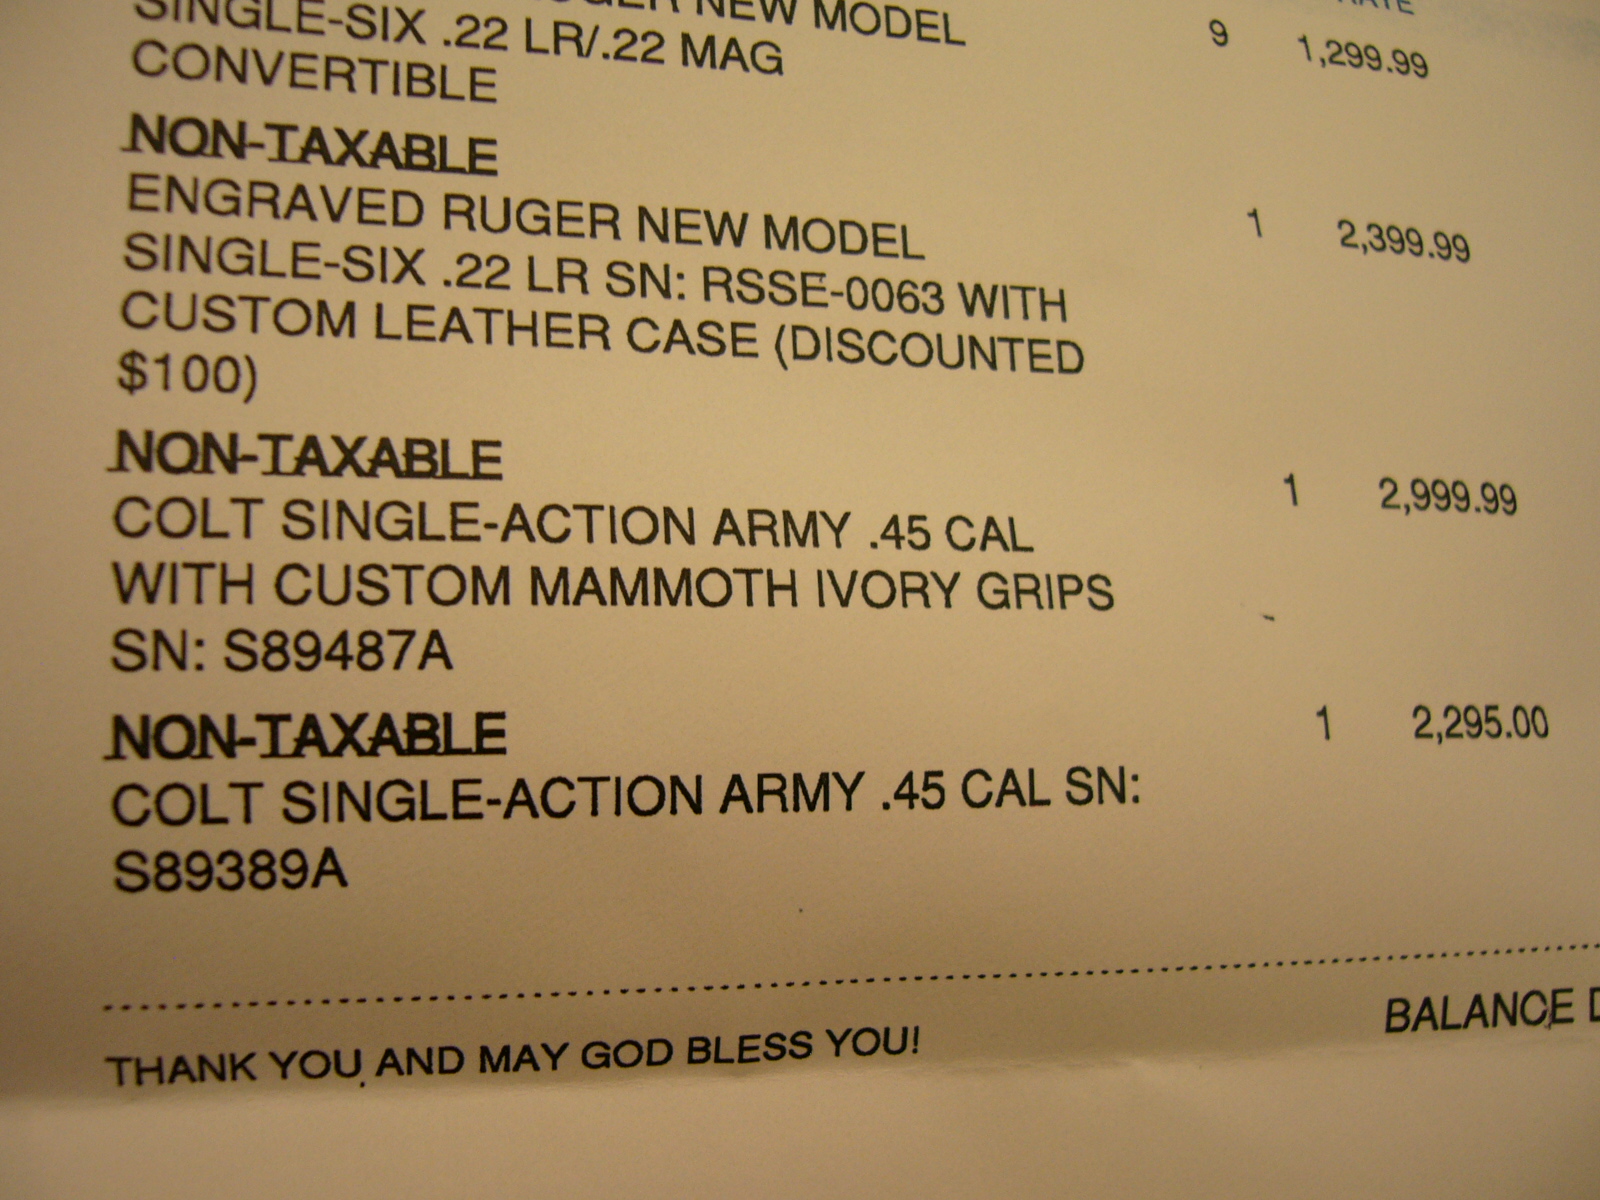 RUGER NEW MODEL
SINGLE-SIX .22 LR/.22 MAG
CONVERTIBLE
9 1,299.99
NON-TAXABLE
ENGRAVED RUGER NEW MODEL
SINGLE-SIX .22 LR SN: RSSE-0063 WITH
CUSTOM LEATHER CASE (DISCOUNTED
$100)
1 2,399.99
NON-TAXABLE
COLT SINGLE-ACTION ARMY .45 CAL
WITH CUSTOM MAMMOTH IVORY GRIPS
SN: S89487A
1 2,999.99
NON-TAXABLE
COLT SINGLE-ACTION ARMY .45 CAL SN:
S89389A
1 2,295.00
THANK YOU AND MAY GOD BLESS YOU!
BALANCE